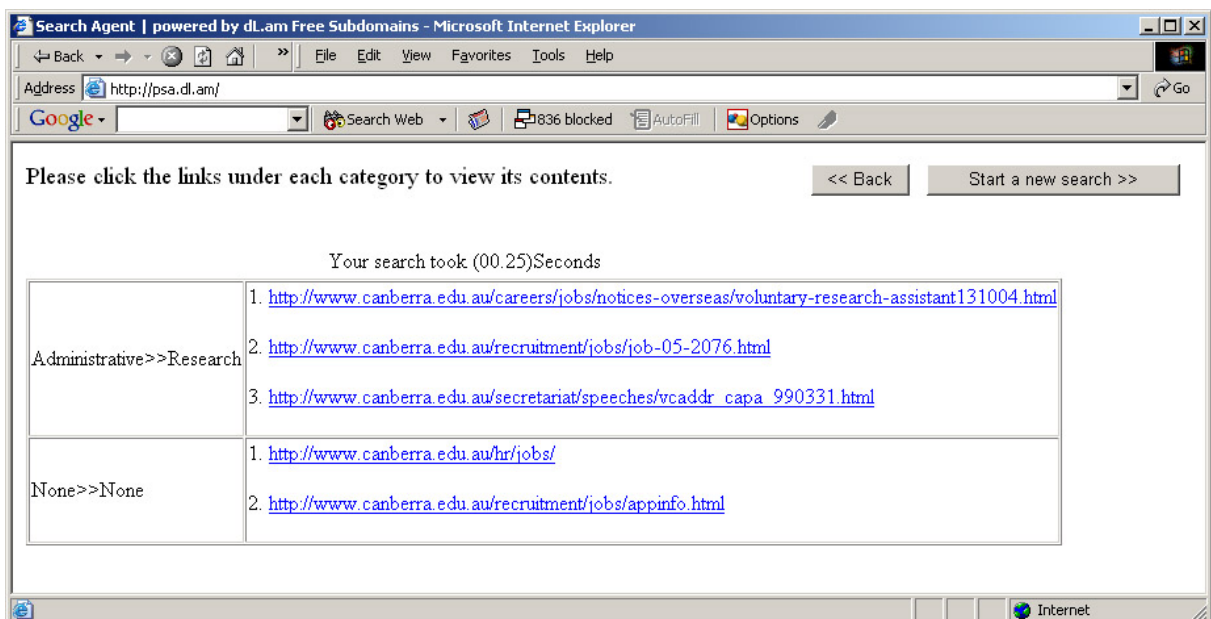 Search Agent | powered by dL.am Free Subdomains - Microsoft Internet Explorer
Back » File Edit View Favorites Tools Help
Address http://psa.dl.am/ Go
Google Search Web 836 blocked AutoFill Options
Please click the links under each category to view its contents. << Back Start a new search >>
Your search took (00.25)Seconds
1. http://www.canberra.edu.au/careers/jobs/notices-overseas/voluntary-research-assistant131004.html
Administrative>>Research 2. http://www.canberra.edu.au/recruitment/jobs/job-05-2076.html
3. http://www.canberra.edu.au/secretariat/speeches/vcaddr_capa_990331.html
1. http://www.canberra.edu.au/hr/jobs/
None>>None
2. http://www.canberra.edu.au/recruitment/jobs/appinfo.html
Internet